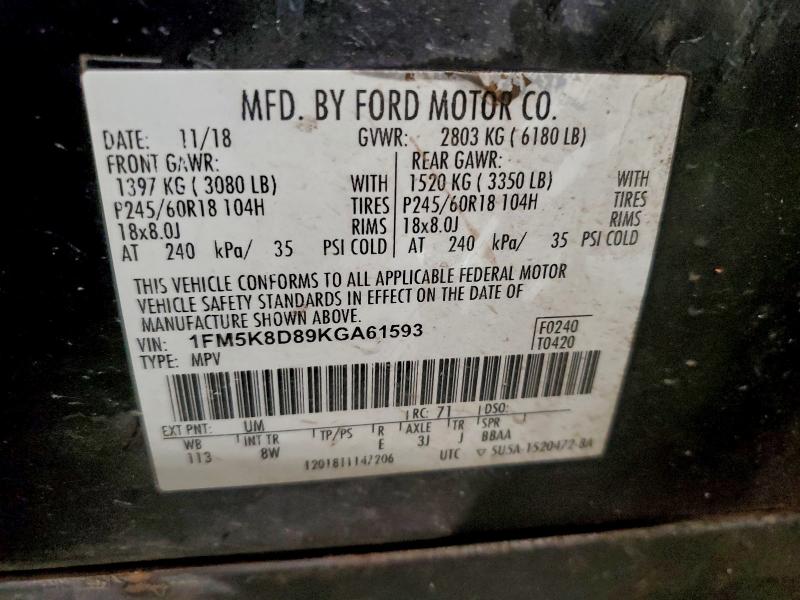 MFD. BY FORD MOTOR CO.
DATE: 11/18 GVWR: 2803 KG ( 6180 LB)
FRONT GAWR: REAR GAWR:
1397 KG ( 3080 LB) WITH 1520 KG ( 3350 LB) WITH
P245/60R18 104H TIRES P245/60R18 104H TIRES
18x8.0J RIMS 18x8.0J RIMS
AT 240 kPa/ 35 PSI COLD AT 240 kPa/ 35 PSI COLD
THIS VEHICLE CONFORMS TO ALL APPLICABLE FEDERAL MOTOR
VEHICLE SAFETY STANDARDS IN EFFECT ON THE DATE OF
MANUFACTURE SHOWN ABOVE.
VIN: 1FM5K8D89KGA61593 F0240
TYPE: MPV T0420
EXT PNT: UM RC: 71 DSO:
WB INT TR TP/PS R AXLE TR SPR
113 8W E 3J J BBAA
1201811147206 UTC ▽ 5U5A-1520472-BA